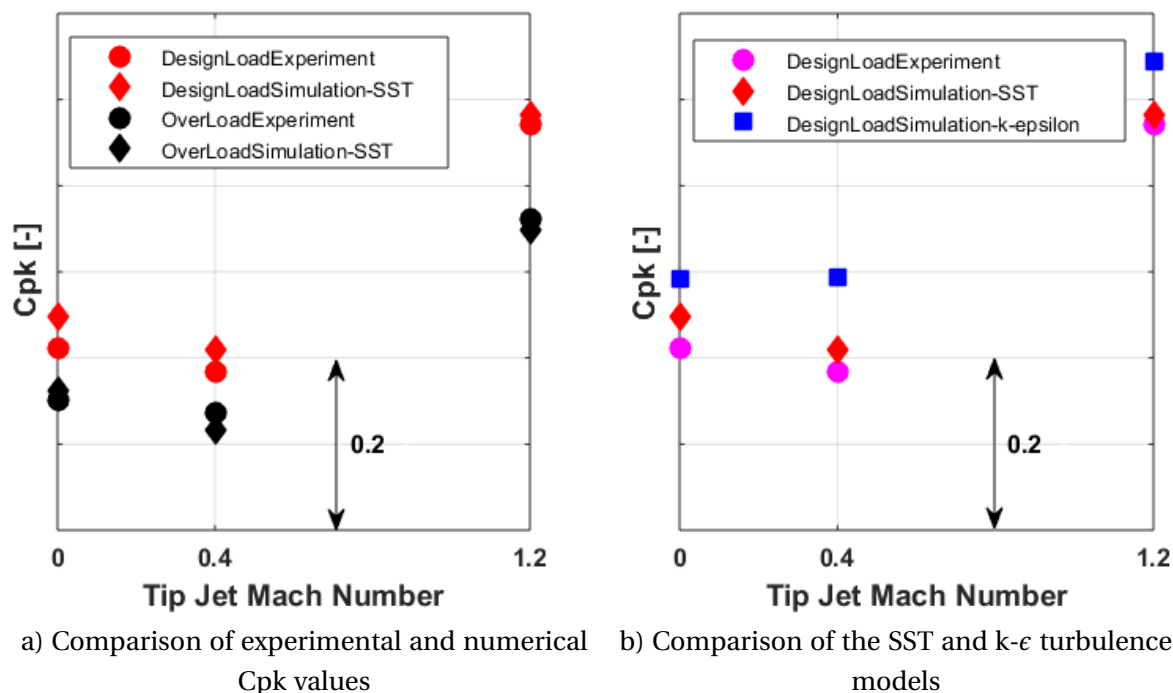 DesignLoadExperiment
DesignLoadSimulation-SST
OverLoadExperiment
OverLoadSimulation-SST
Cpk [-]
0.2
0 0.4 1.2
Tip Jet Mach Number
a) Comparison of experimental and numerical
Cpk values
DesignLoadExperiment
DesignLoadSimulation-SST
DesignLoadSimulation-k-epsilon
Cpk [-]
0.2
0 0.4 1.2
Tip Jet Mach Number
b) Comparison of the SST and k-ϵ turbulence
models